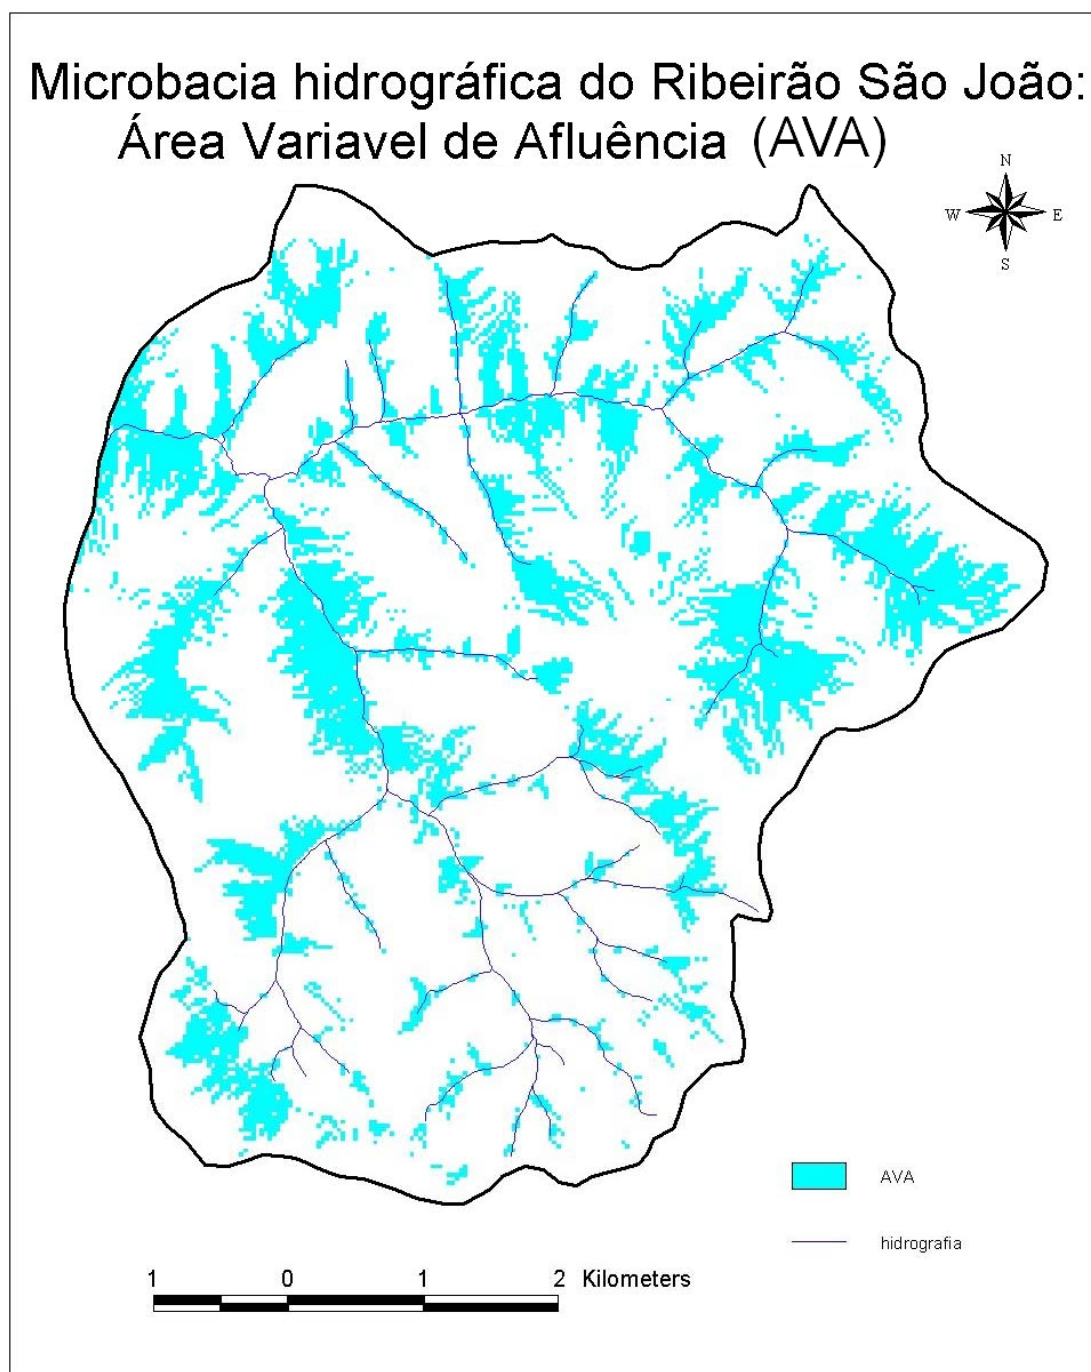 Microbacia hidrográfica do Ribeirão São João:
Área Variavel de Afluência (AVA)
N
W E
S
AVA
hidrografia
1 0 1 2 Kilometers